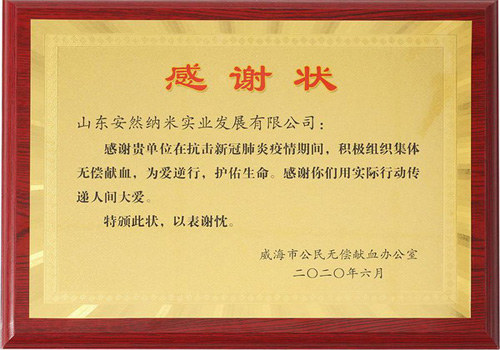 感谢状
山东安然纳米实业发展有限公司：
感谢贵单位在抗击新冠肺炎疫情期间，积极组织集体
无偿献血，为爱逆行，护佑生命。感谢你们用实际行动传
递人间大爱。
特颁此状，以表谢忱。
威海市公民无偿献血办公室
二〇二〇年六月